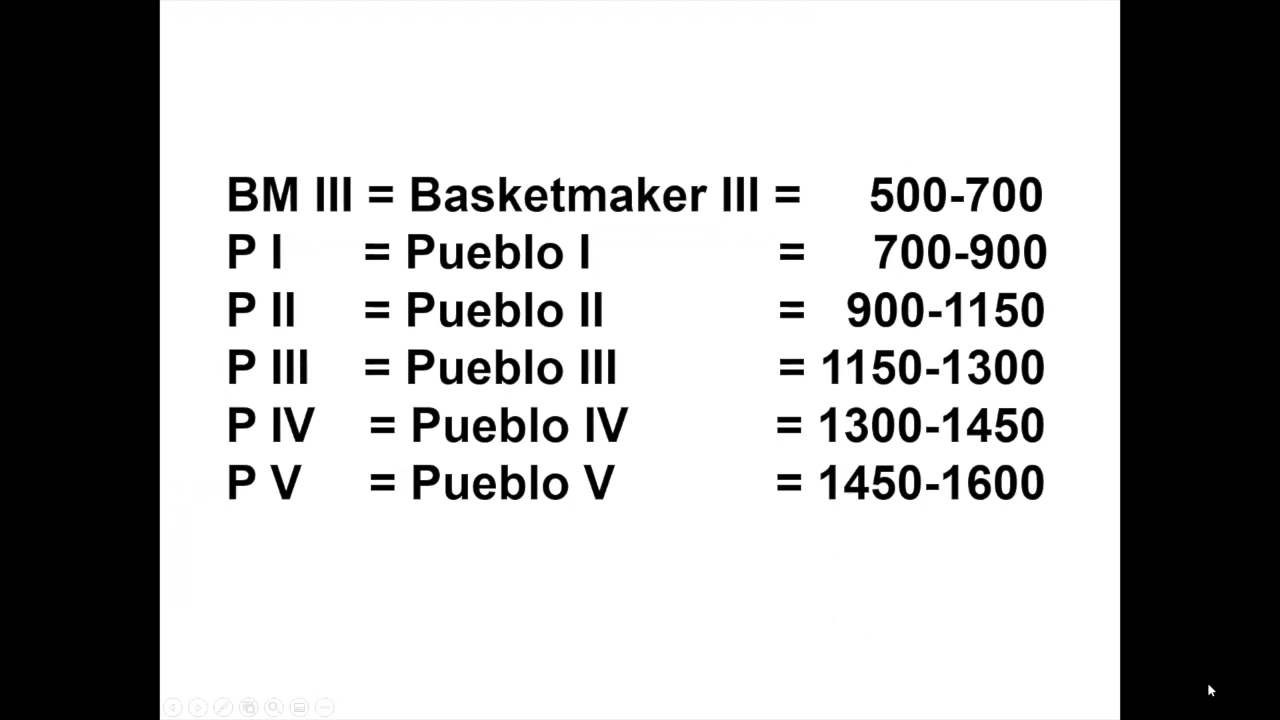 BM III = Basketmaker III = 500-700
P I = Pueblo I = 700-900
P II = Pueblo II = 900-1150
P III = Pueblo III = 1150-1300
P IV = Pueblo IV = 1300-1450
P V = Pueblo V = 1450-1600